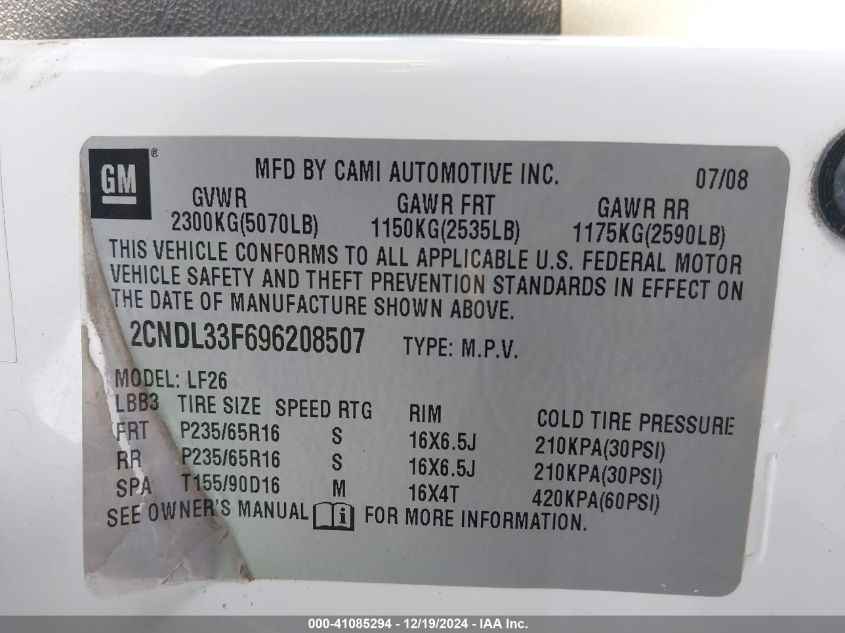 GM ®
MFD BY CAMI AUTOMOTIVE INC. 07/08
GVWR GAWR FRT GAWR RR
2300KG(5070LB) 1150KG(2535LB) 1175KG(2590LB)
THIS VEHICLE CONFORMS TO ALL APPLICABLE U.S. FEDERAL MOTOR
VEHICLE SAFETY AND THEFT PREVENTION STANDARDS IN EFFECT ON
THE DATE OF MANUFACTURE SHOWN ABOVE.
2CNDL33F696208507 TYPE: M.P.V.
MODEL: LF26
LBB3 TIRE SIZE SPEED RTG RIM COLD TIRE PRESSURE
FRT P235/65R16 S 16X6.5J 210KPA(30PSI)
RR P235/65R16 S 16X6.5J 210KPA(30PSI)
SPA T155/90D16 M 16X4T 420KPA(60PSI)
SEE OWNER'S MANUAL i FOR MORE INFORMATION.
000-41085294 - 12/19/2024 - IAA Inc.